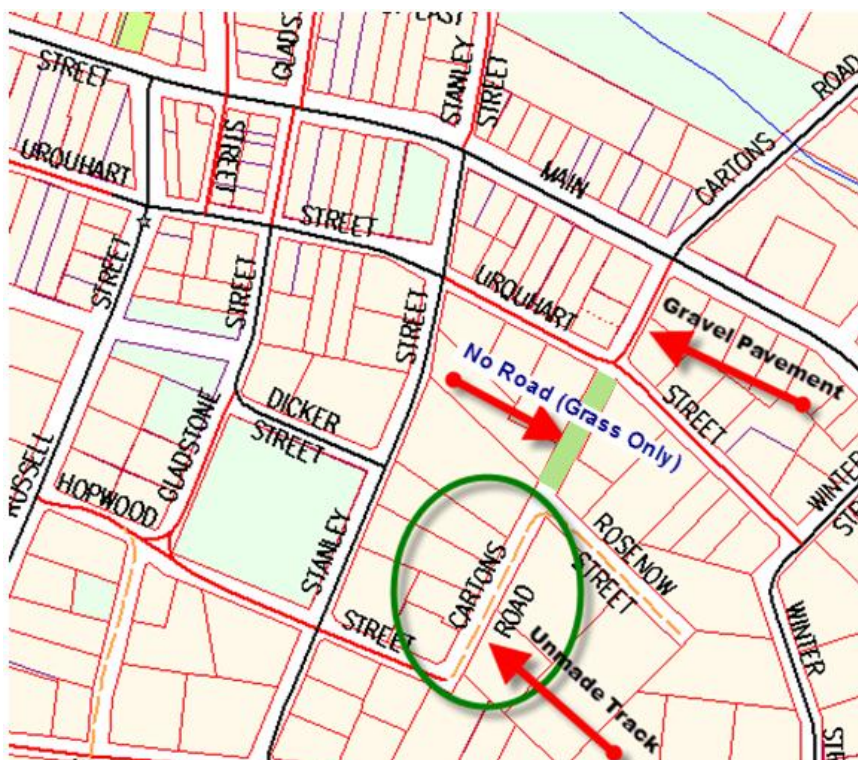 EAST
GLADS
STANLEY
STREET
STREET
ROAD
CARTONS
MAIN
STREET
URQUHART
STREET
STREET
STREET
STREET
URQUHART
Gravel Pavement
STREET
No Road (Grass Only)
DICKER
STREET
STREET
WINTER
GLADSTONE
RUSSELL
HOPWOOD
STANLEY
STREET
CARTONS
ROAD
ROSENOW
STREET
Unmade Track
WINTER